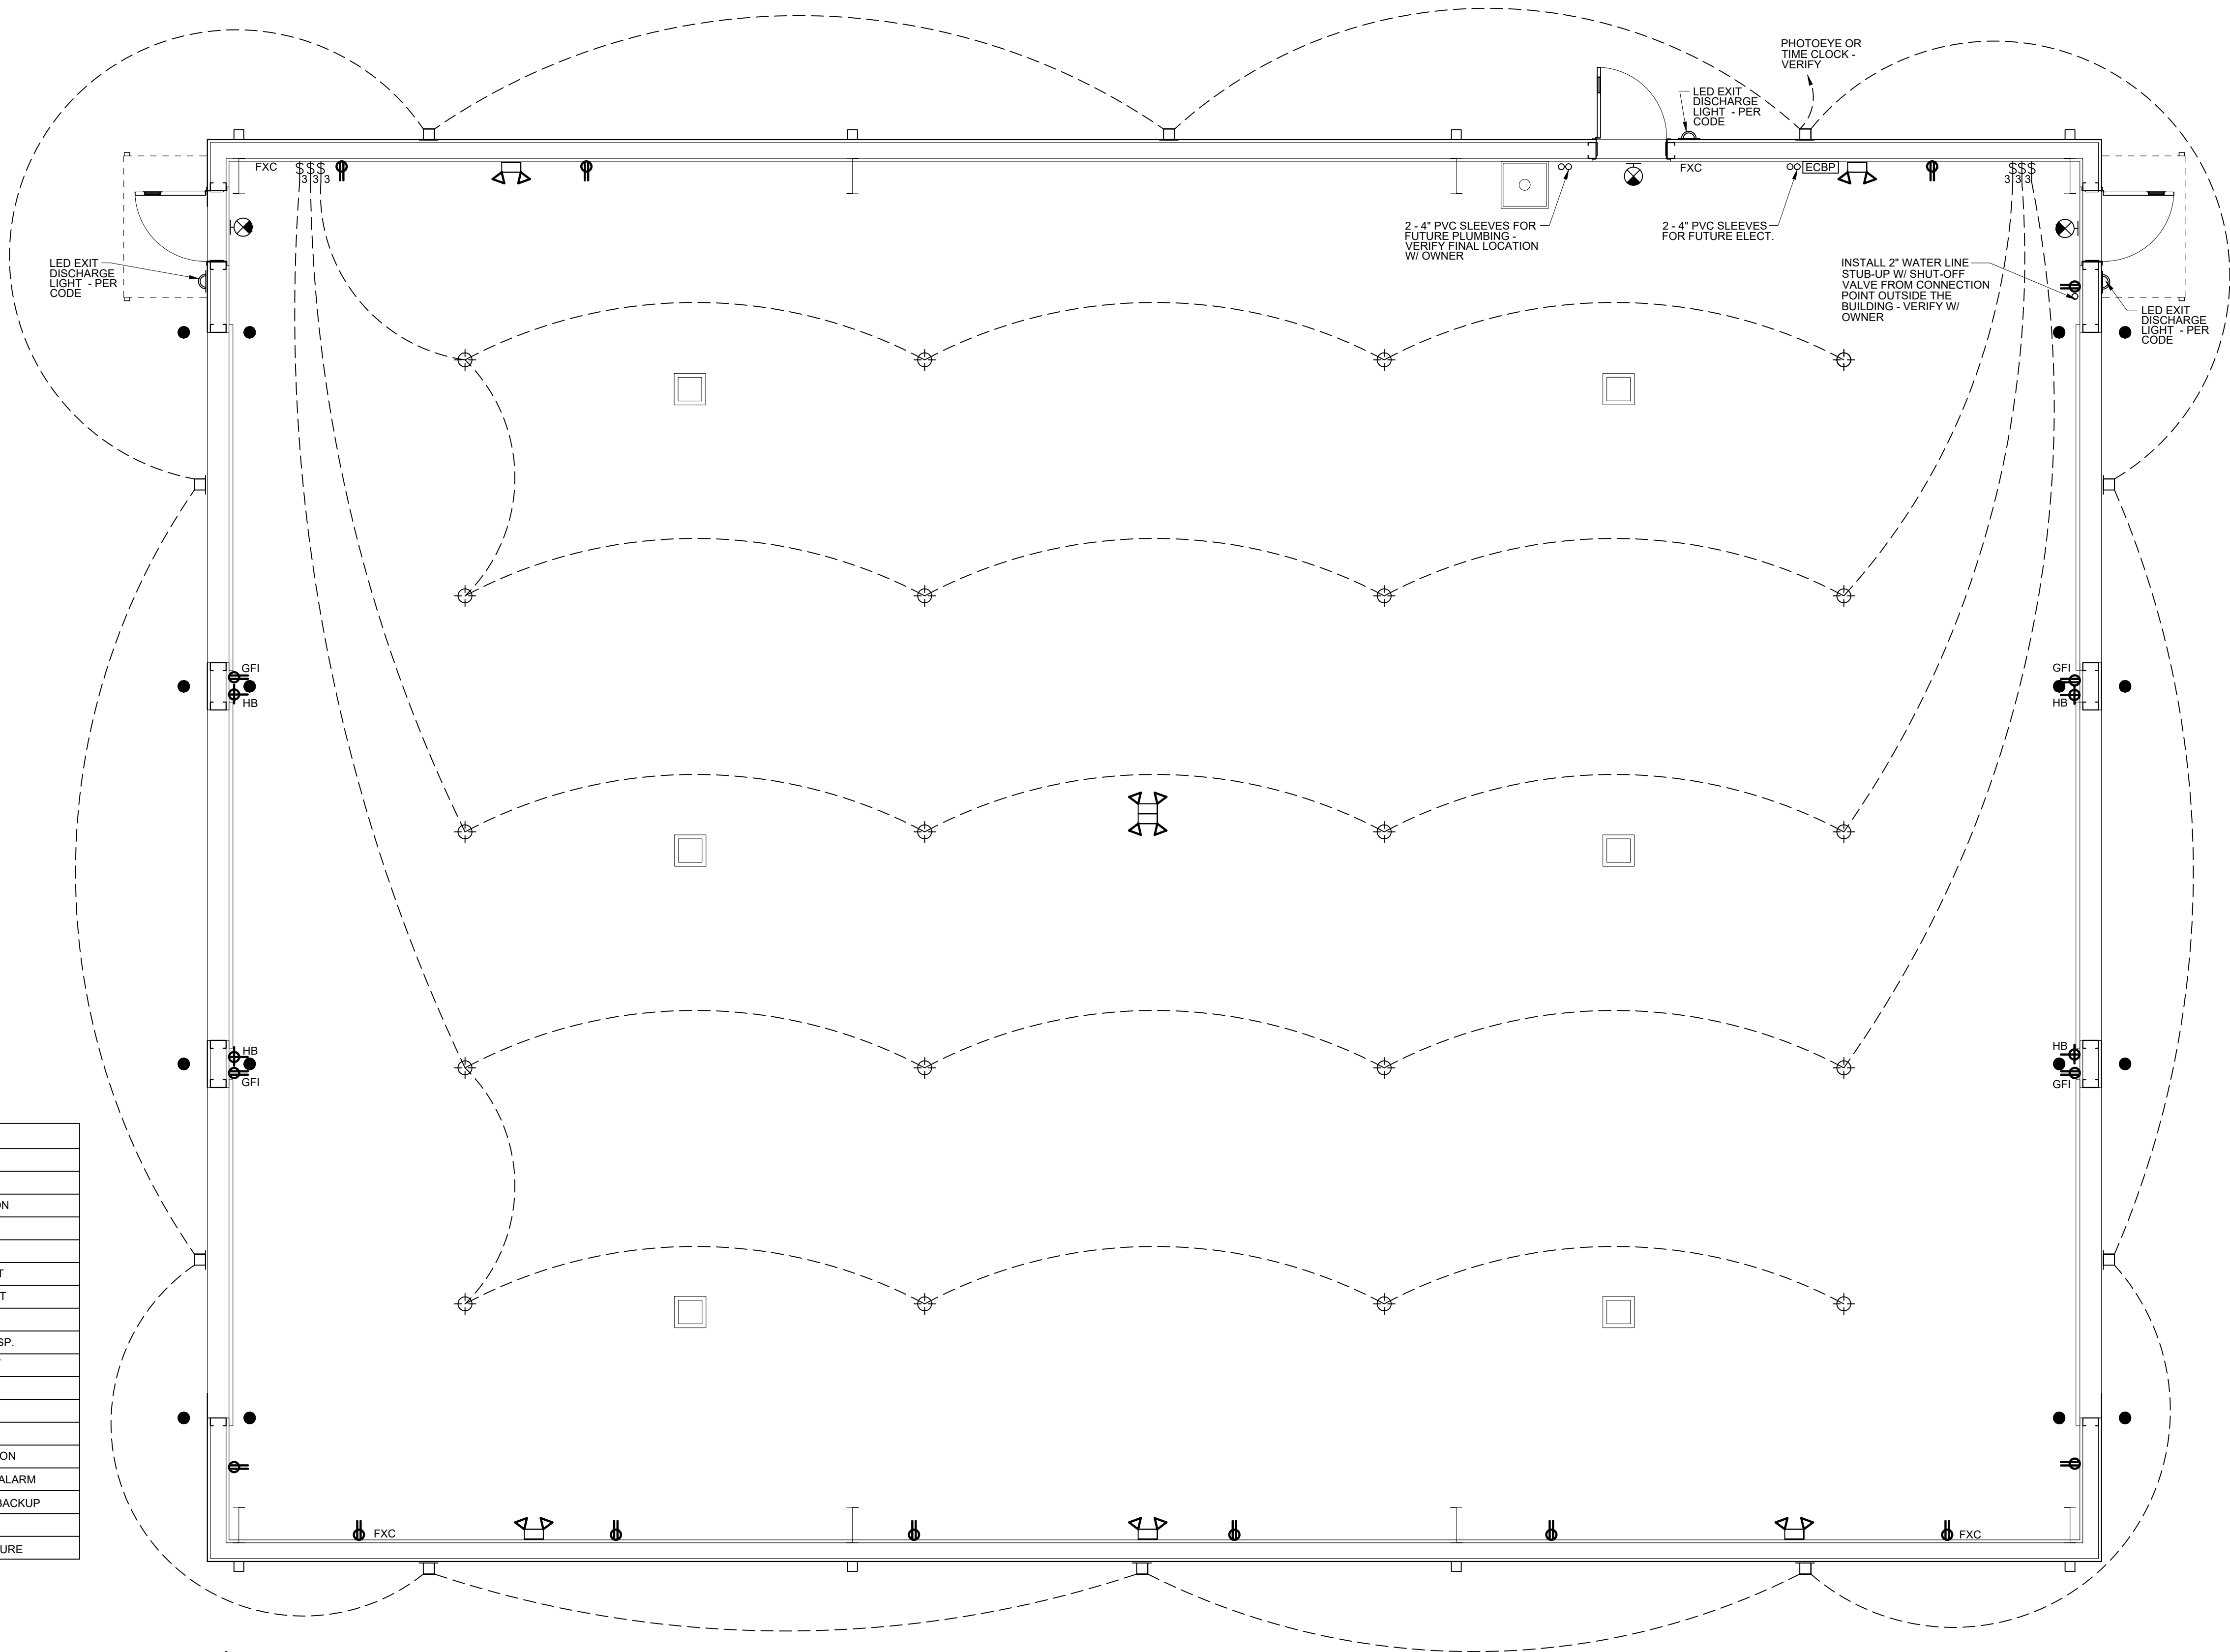 PHOTOEYE OR
TIME CLOCK -
VERIFY
LED EXIT
DISCHARGE
LIGHT - PER
CODE
FXC
$ $ $
3 3 3
FXC
ECBP
$ $ $
3 3 3
2 - 4" PVC SLEEVES FOR
FUTURE PLUMBING -
VERIFY FINAL LOCATION
W/ OWNER
2 - 4" PVC SLEEVES
FOR FUTURE ELECT.
LED EXIT
DISCHARGE
LIGHT - PER
CODE
INSTALL 2" WATER LINE
STUB-UP W/ SHUT-OFF
VALVE FROM CONNECTION
POINT OUTSIDE THE
BUILDING - VERIFY W/
OWNER
LED EXIT
DISCHARGE
LIGHT - PER
CODE
GFI
HB
GFI
HB
HB
GFI
HB
GFI
SP.
ALARM
BACKUP
FXC
FXC